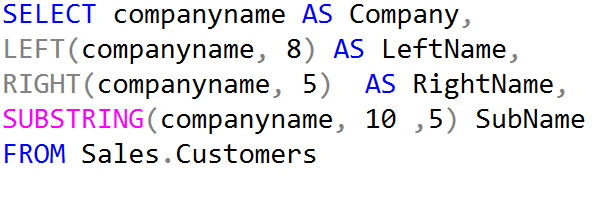 SELECT companyname AS Company,
LEFT(companyname, 8) AS LeftName,
RIGHT(companyname, 5)  AS RightName,
SUBSTRING(companyname, 10 ,5) SubName
FROM Sales.Customers